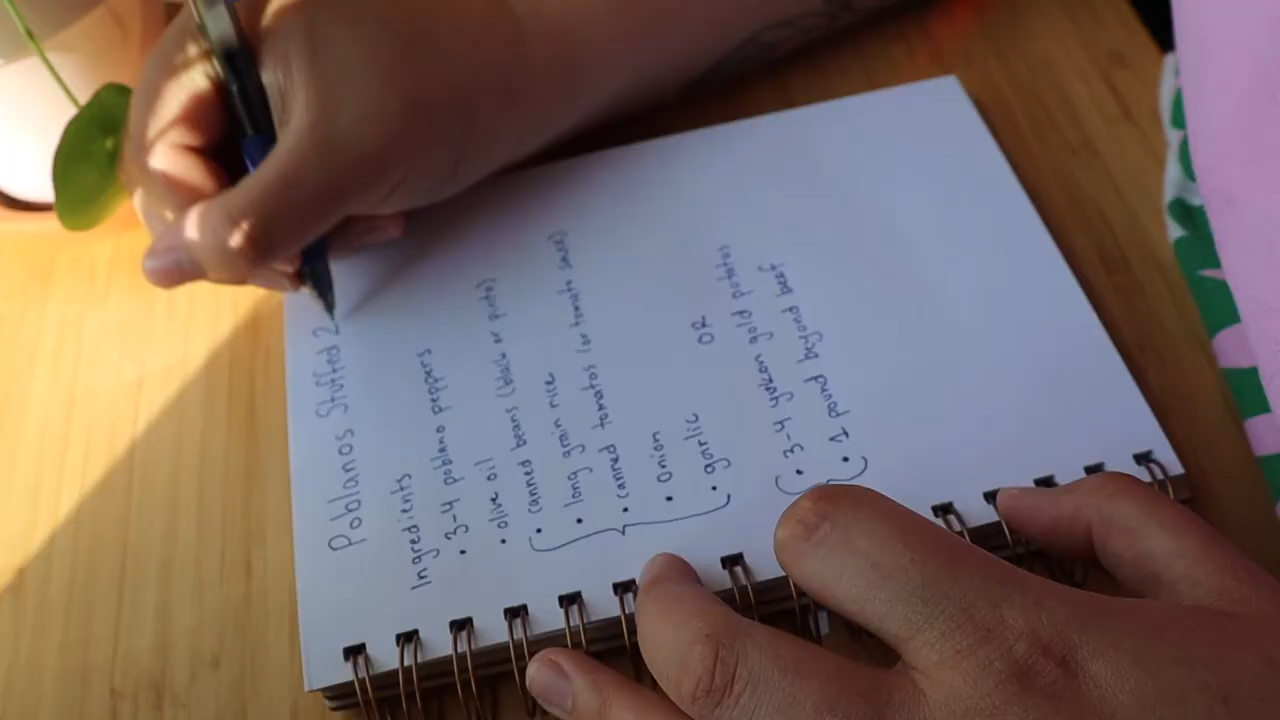 Poblanos Stuffed 2
Ingredients
• 3-4 poblano peppers
• olive oil
• canned beans (black or pinto)
• long grain rice
• canned tomatos (or tomato sauce)
• Onion
• garlic
OR
• 3-4 yukon gold potatos
• 1 pound beyond beef